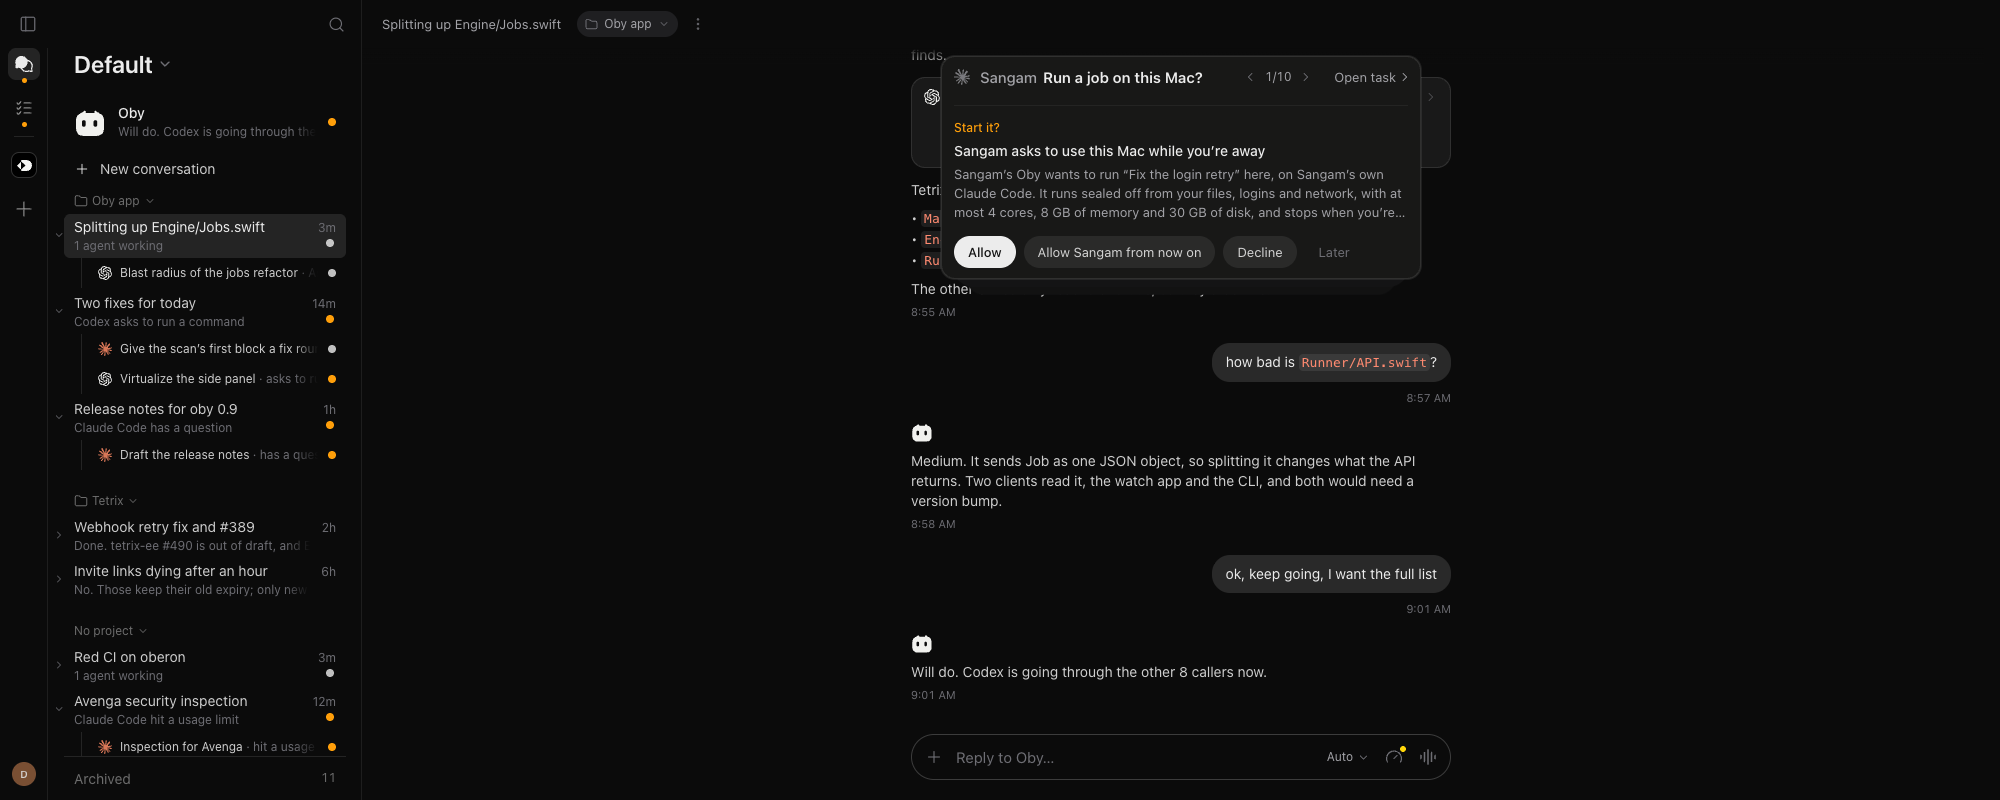 Default
Oby
Will do. Codex is going through the
New conversation
Oby app
Splitting up Engine/Jobs.swift
3m
1 agent working
Blast radius of the jobs refactor ·
Two fixes for today
14m
Codex asks to run a command
Give the scan's first block a fix
Virtualize the side panel · asks to
Release notes for oby 0.9
1h
Claude Code has a question
Draft the release notes · has a
Tetrix
Webhook retry fix and #389
2h
Done. tetrix-ee #490 is out of draft, and
Invite links dying after an hour
6h
No. Those keep their old expiry; only new
No project
Red CI on oberon
3m
1 agent working
Avenga security inspection
12m
Claude Code hit a usage limit
Inspection for Avenga · hit a usage
Archived
11
D
Splitting up Engine/Jobs.swift
Oby app
finds.
Sangam Run a job on this Mac?
1/10
Open task
Start it?
Sangam asks to use this Mac while you're away
Sangam's Oby wants to run “Fix the login retry” here, on Sangam's own
Claude Code. It runs sealed off from your files, logins and network, with at
most 4 cores, 8 GB of memory and 30 GB of disk, and stops when you're…
Allow
Allow Sangam from now on
Decline
Later
The other
8:55 AM
how bad is Runner/API.swift?
8:57 AM
Medium. It sends Job as one JSON object, so splitting it changes what the API
returns. Two clients read it, the watch app and the CLI, and both would need a
version bump.
8:58 AM
ok, keep going, I want the full list
9:01 AM
Will do. Codex is going through the other 8 callers now.
9:01 AM
Reply to Oby...
Auto